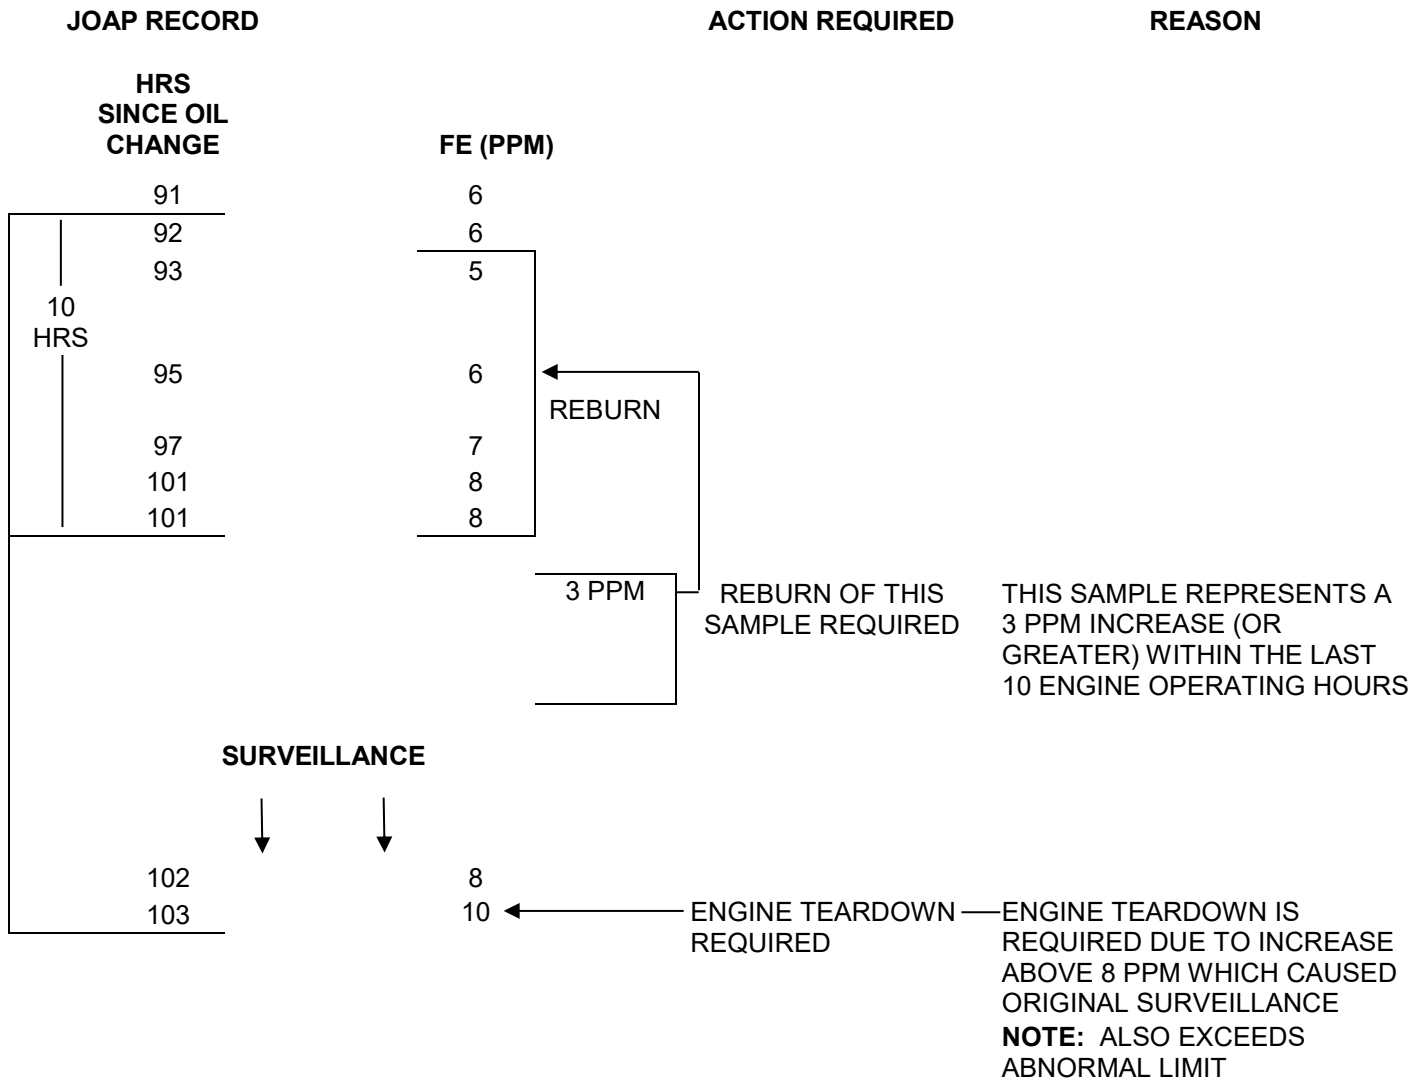 JOAP RECORD ACTION REQUIRED REASON
HRS
SINCE OIL
CHANGE FE (PPM)
91 6
92 6
93 5
10
HRS
95 6
REBURN
97 7
101 8
101 8
3 PPM REBURN OF THIS THIS SAMPLE REPRESENTS A
SAMPLE REQUIRED 3 PPM INCREASE (OR
GREATER) WITHIN THE LAST
10 ENGINE OPERATING HOURS
SURVEILLANCE
102 8
103 10 ENGINE TEARDOWN ENGINE TEARDOWN IS
REQUIRED REQUIRED DUE TO INCREASE
ABOVE 8 PPM WHICH CAUSED
ORIGINAL SURVEILLANCE
NOTE: ALSO EXCEEDS
ABNORMAL LIMIT